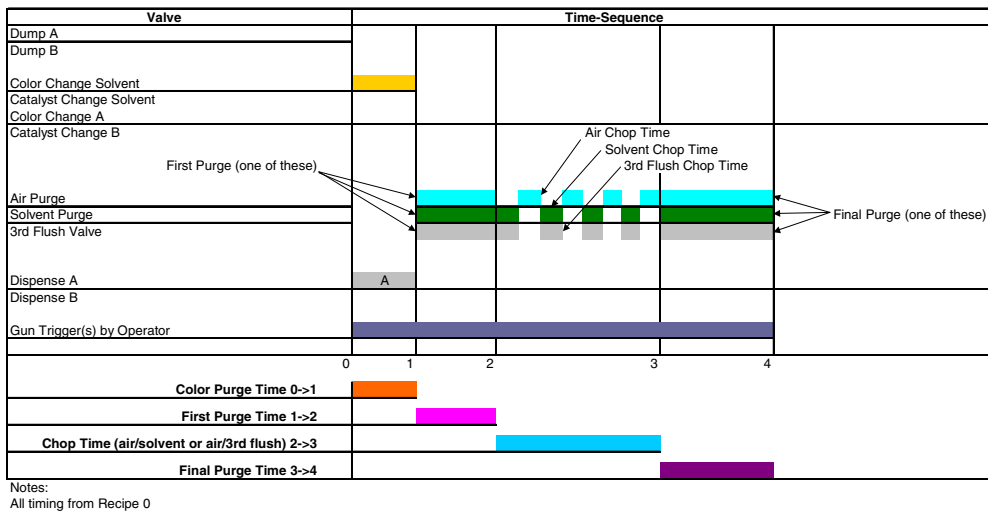 Valve
Time-Sequence
Dump A
Dump B
Color Change Solvent
Catalyst Change Solvent
Color Change A
Catalyst Change B
Air Chop Time
Solvent Chop Time
First Purge (one of these)
3rd Flush Chop Time
Air Purge
Solvent Purge
Final Purge (one of these)
3rd Flush Valve
Dispense A
A
Dispense B
Gun Trigger(s) by Operator
0 1 2 3 4
Color Purge Time 0->1
First Purge Time 1->2
Chop Time (air/solvent or air/3rd flush) 2->3
Final Purge Time 3->4
Notes:
All timing from Recipe 0